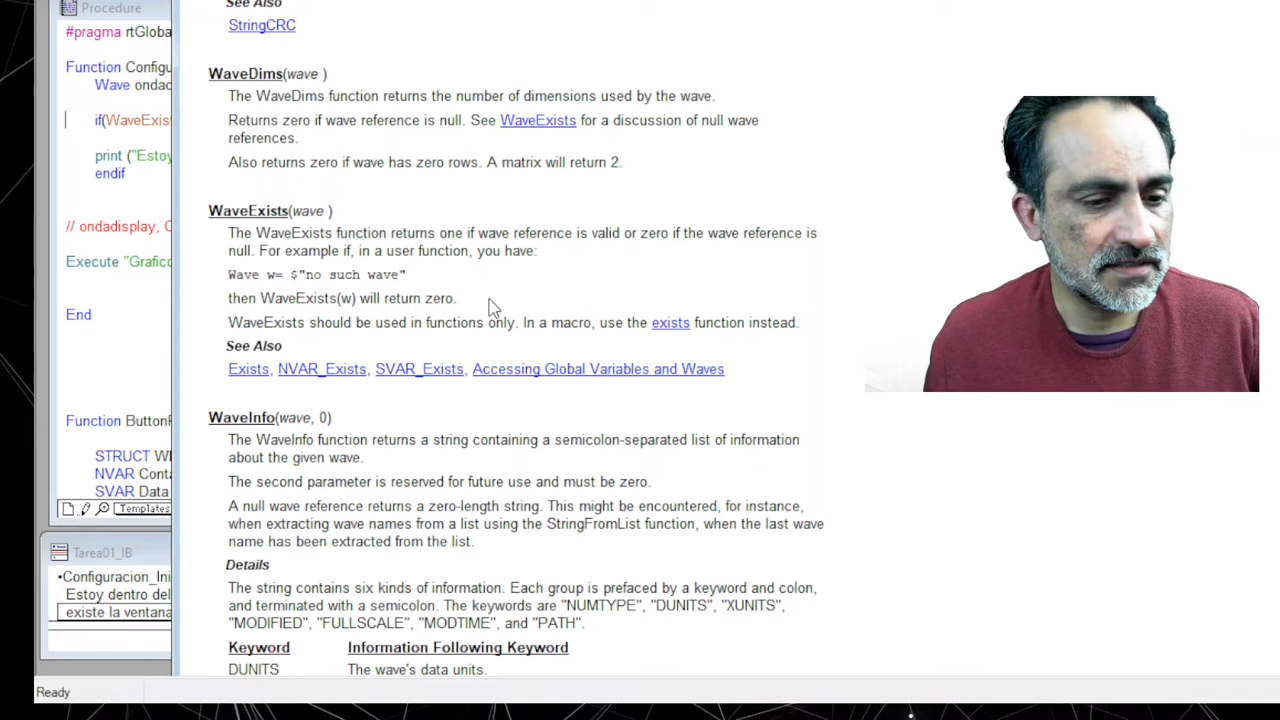 Procedure
#pragma rtGloba
Function Configu
Wave ondad
if(WaveExist
print ("Estoy
endif
// ondadisplay, O
Execute "Grafico
End
Function ButtonP
STRUCT WI
NVAR Conta
SVAR Data
Templates
Tarea01_IB
•Configuracion_Ini
Estoy dentro del
existe la ventana
Ready
See Also
StringCRC
WaveDims(wave )
The WaveDims function returns the number of dimensions used by the wave.
Returns zero if wave reference is null. See WaveExists for a discussion of null wave
references.
Also returns zero if wave has zero rows. A matrix will return 2.
WaveExists(wave )
The WaveExists function returns one if wave reference is valid or zero if the wave reference is
null. For example if, in a user function, you have:
Wave w= $"no such wave"
then WaveExists(w) will return zero.
WaveExists should be used in functions only. In a macro, use the exists function instead.
See Also
Exists, NVAR_Exists, SVAR_Exists, Accessing Global Variables and Waves
WaveInfo(wave, 0)
The WaveInfo function returns a string containing a semicolon-separated list of information
about the given wave.
The second parameter is reserved for future use and must be zero.
A null wave reference returns a zero-length string. This might be encountered, for instance,
when extracting wave names from a list using the StringFromList function, when the last wave
name has been extracted from the list.
Details
The string contains six kinds of information. Each group is prefaced by a keyword and colon,
and terminated with a semicolon. The keywords are "NUMTYPE", "DUNITS", "XUNITS",
"MODIFIED", "FULLSCALE", "MODTIME", and "PATH".
Keyword Information Following Keyword
DUNITS The wave's data units.